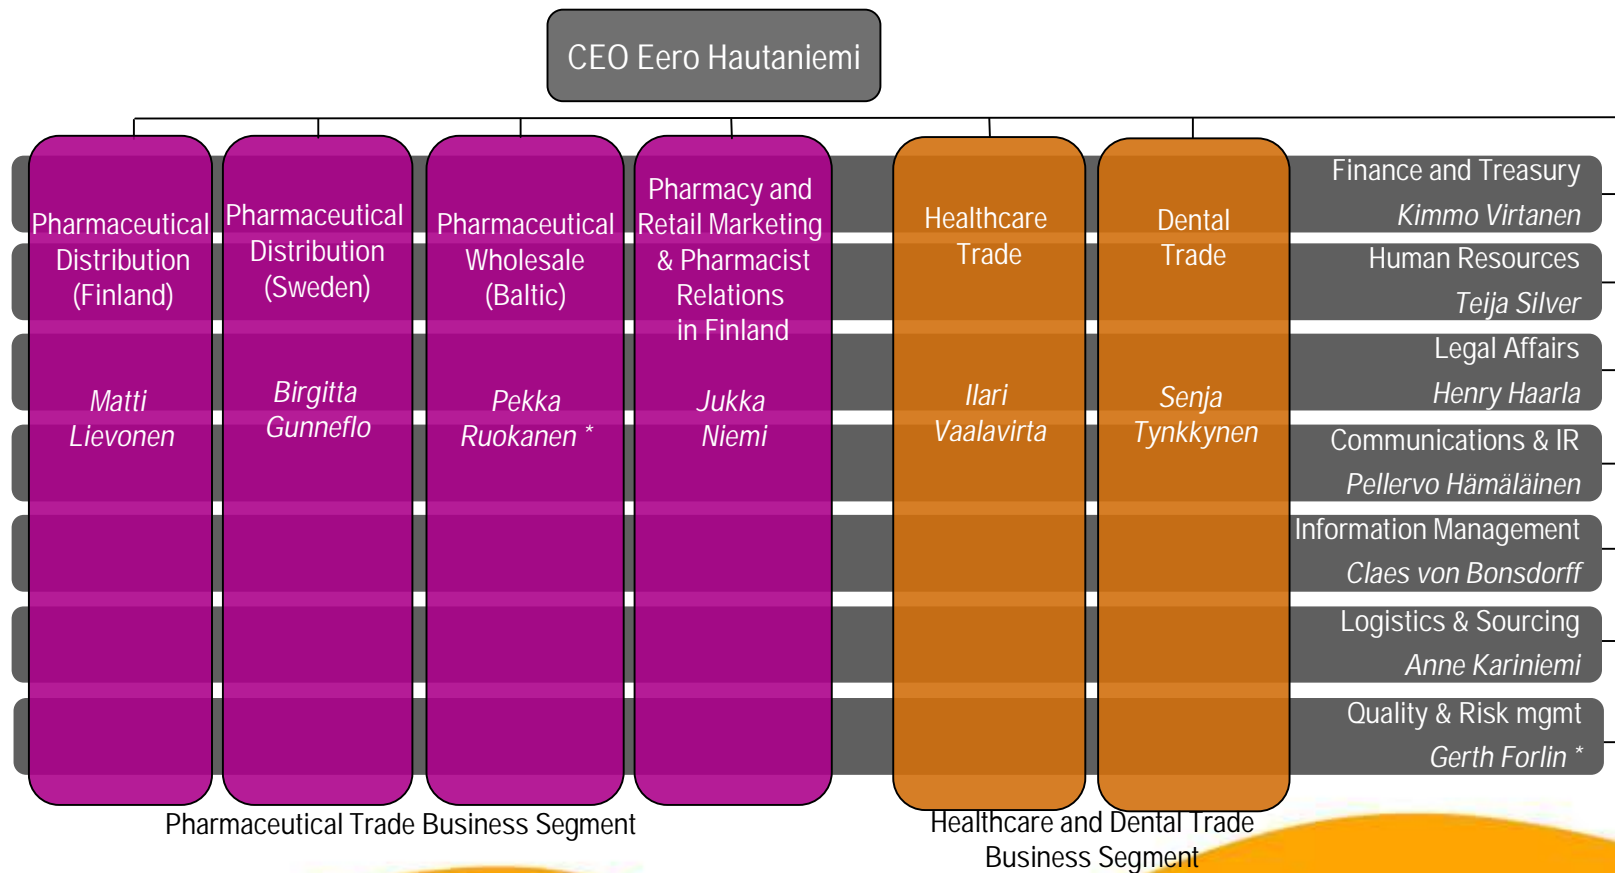 CEO Eero Hautaniemi
Pharmaceutical
Distribution
(Finland)
Matti
Lievonen
Pharmaceutical
Distribution
(Sweden)
Birgitta
Gunneflo
Pharmaceutical
Wholesale
(Baltic)
Pekka
Ruokanen *
Pharmacy and
Retail Marketing
& Pharmacist
Relations
in Finland
Jukka
Niemi
Healthcare
Trade
Ilari
Vaalavirta
Dental
Trade
Senja
Tynkkynen
Finance and Treasury
Kimmo Virtanen
Human Resources
Teija Silver
Legal Affairs
Henry Haarla
Communications & IR
Pellervo Hämäläinen
Information Management
Claes von Bonsdorff
Logistics & Sourcing
Anne Kariniemi
Quality & Risk mgmt
Gerth Forlin *
Pharmaceutical Trade Business Segment
Healthcare and Dental Trade
Business Segment